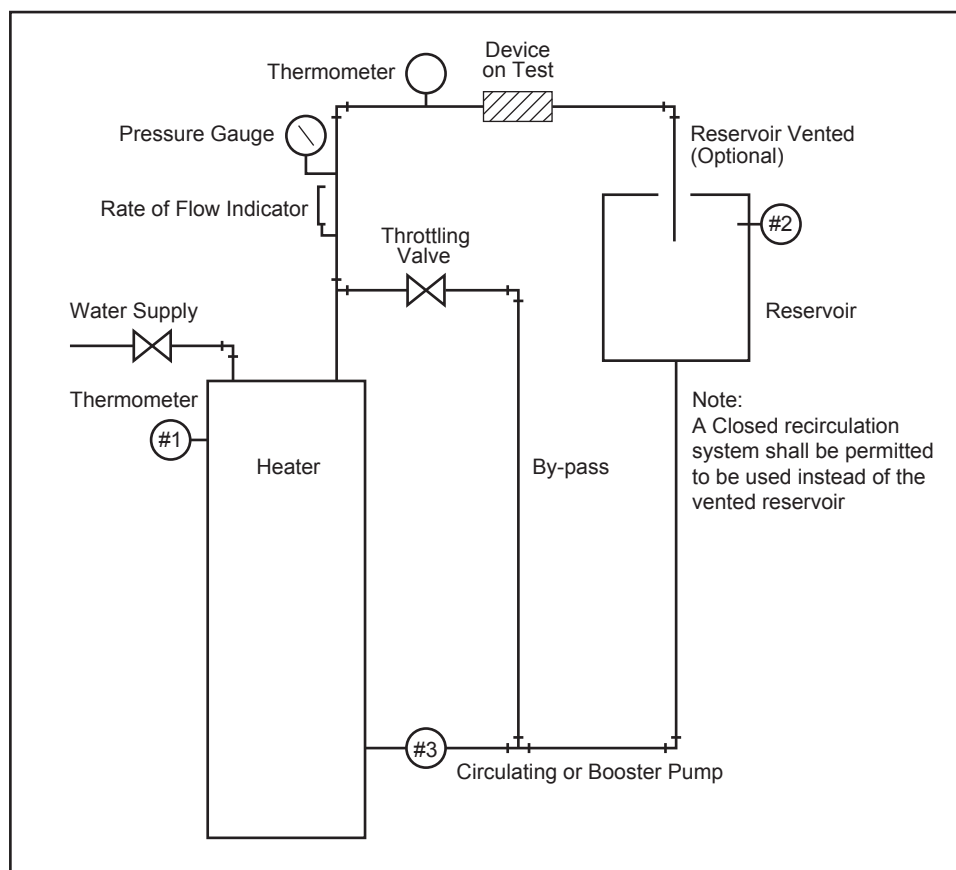 Device
on Test
Thermometer
Pressure Gauge
Reservoir Vented
(Optional)
Rate of Flow Indicator
#2
Throttling
Valve
Water Supply
Reservoir
Thermometer
Note:
A Closed recirculation
system shall be permitted
to be used instead of the
vented reservoir
#1
Heater
By-pass
#3
Circulating or Booster Pump